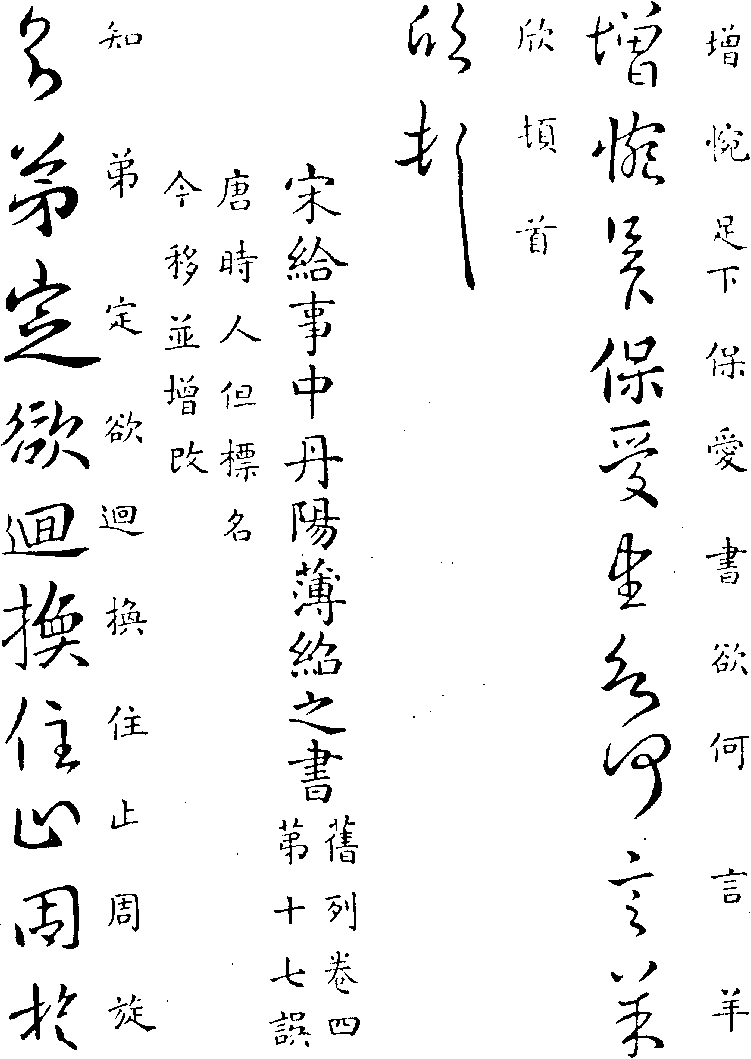 增惋足下保愛書欲何言羊
增惋足下保愛書欲何言羊
欣頓首
欣頓首
宋給事中丹陽薄紹之書
舊列卷四
第十七誤
唐時人但標名
今移並增改
知弟定欲迴換住止周旋
知弟定欲迴換住止周旋